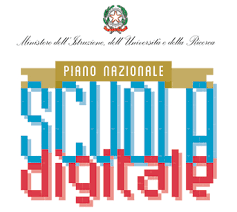 Ministero dell'Istruzione, dell'Università e della Ricerca
PIANO NAZIONALE
SCUOLA
digitale